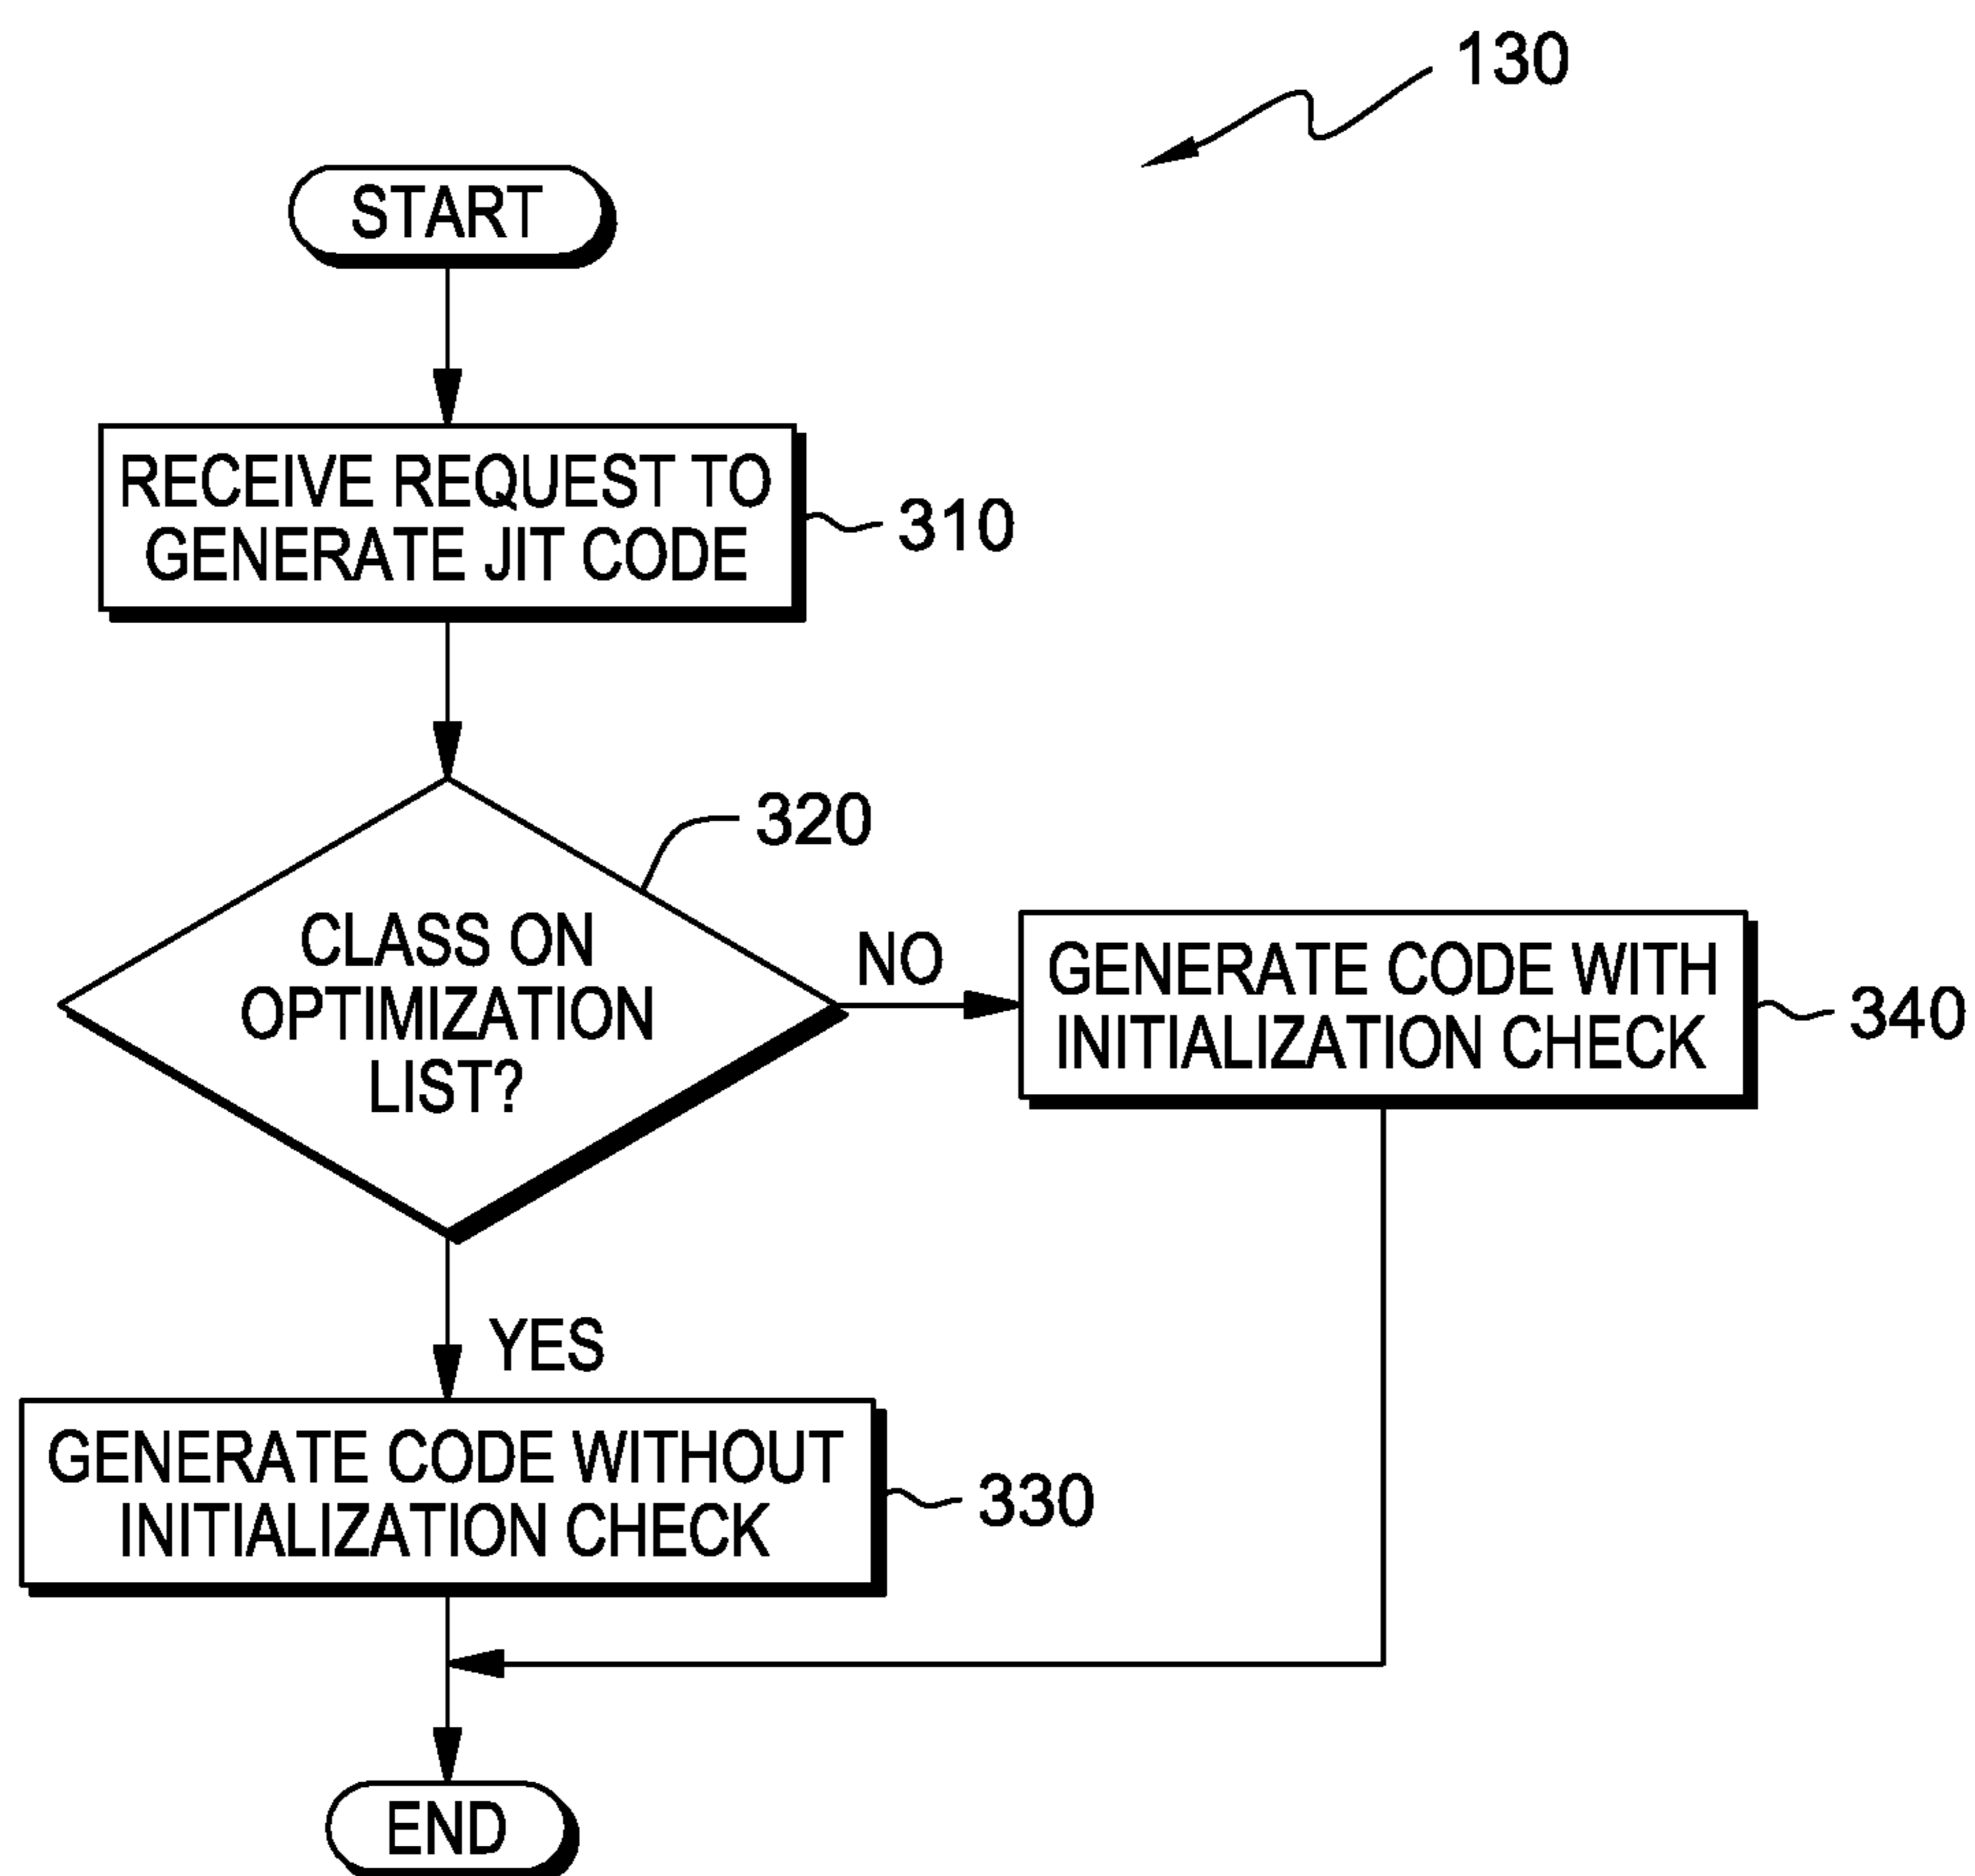 130
START
RECEIVE REQUEST TO
GENERATE JIT CODE
310
320
CLASS ON
OPTIMIZATION
LIST?
NO
GENERATE CODE WITH
INITIALIZATION CHECK
340
YES
GENERATE CODE WITHOUT
INITIALIZATION CHECK
330
END